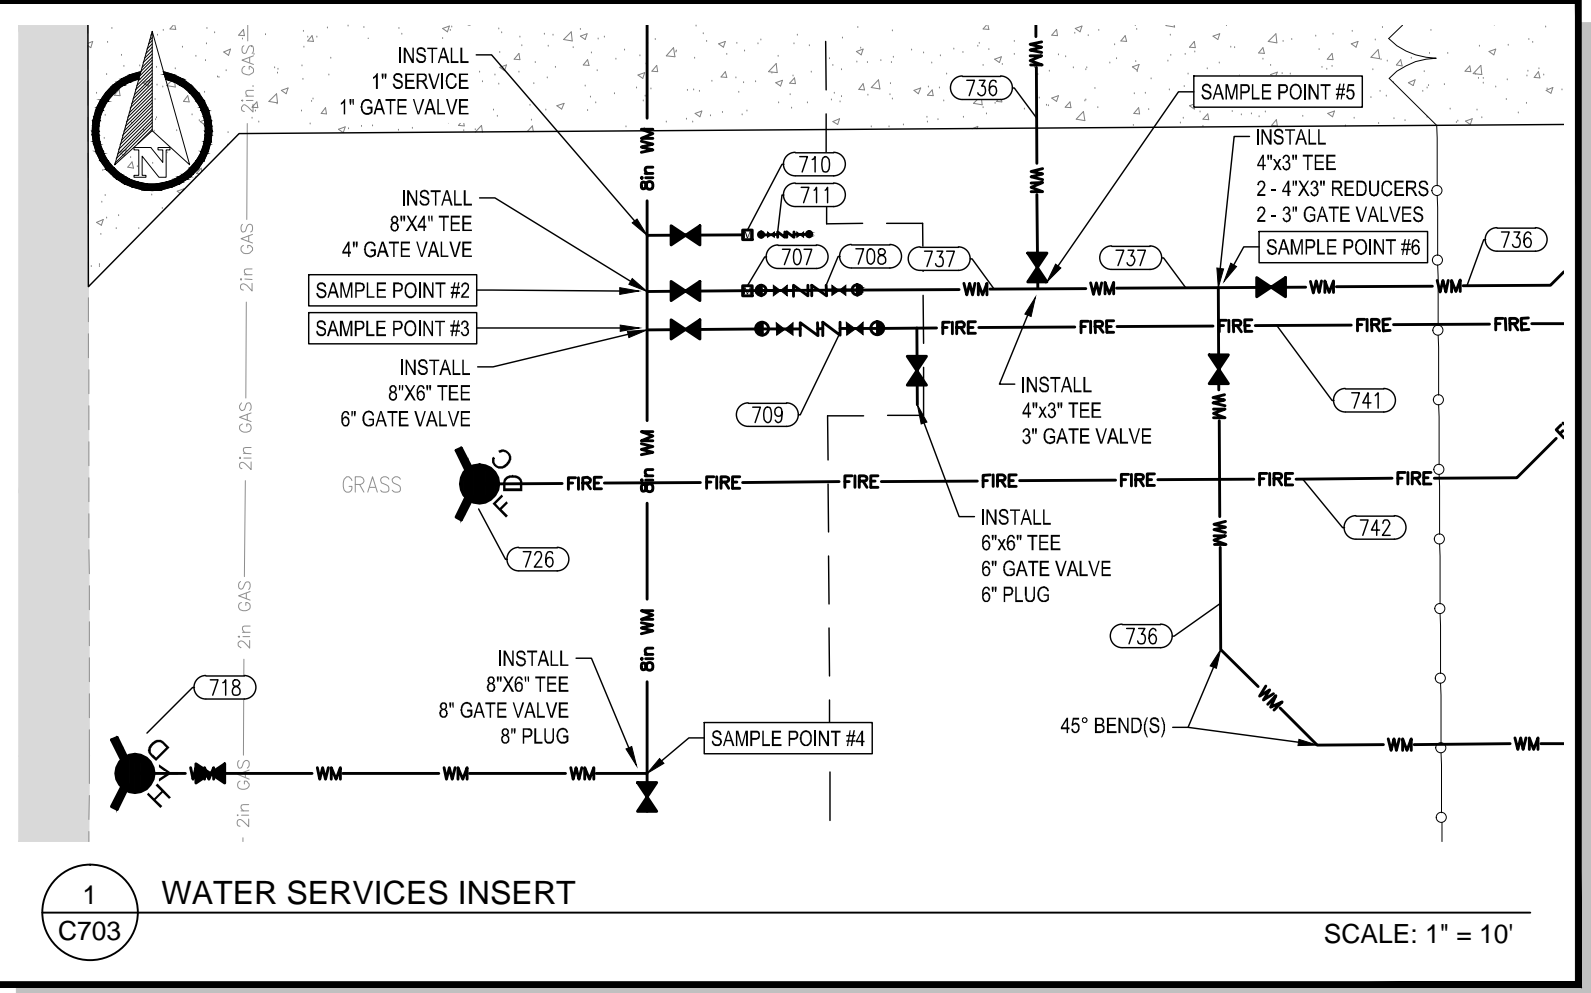 INSTALL
1" SERVICE
1" GATE VALVE
736
SAMPLE POINT #5
INSTALL
4"x3" TEE
2 - 4"X3" REDUCERS
2 - 3" GATE VALVES
SAMPLE POINT #6
736
N
710
711
INSTALL
8"X4" TEE
4" GATE VALVE
707
708
737
737
SAMPLE POINT #2
SAMPLE POINT #3
INSTALL
8"X6" TEE
6" GATE VALVE
WM
WM
WM
WM
WM
WM
FIRE
FIRE
FIRE
FIRE
FIRE
709
INSTALL
4"x3" TEE
3" GATE VALVE
741
GRASS
FDC
FIRE
FIRE
FIRE
FIRE
FIRE
FIRE
FIRE
F
726
INSTALL
6"x6" TEE
6" GATE VALVE
6" PLUG
742
WM
WM
736
45° BEND(S)
WM
WM
WM
718
INSTALL
8"X6" TEE
8" GATE VALVE
8" PLUG
SAMPLE POINT #4
HYD
WM
WM
WM
WM
8in WM
8in WM
8in WM
2in GAS
2in GAS
2in GAS
2in GAS
2in GAS
1
C703
WATER SERVICES INSERT
SCALE: 1" = 10'